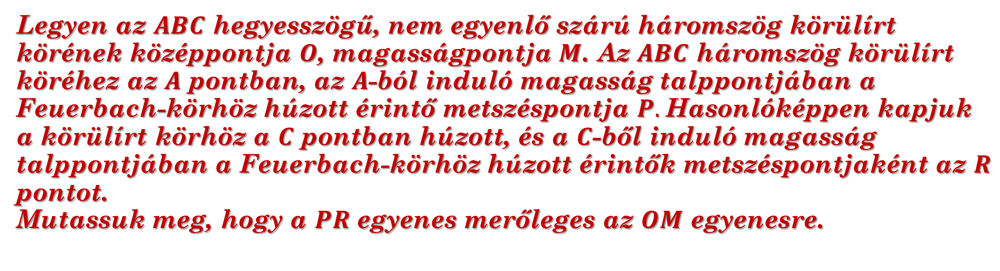 Legyen az ABC hegyesszögű, nem egyenlő szárú háromszög körülírt
körének középpontja O, magasságpontja M. Az ABC háromszög körülírt
köréhez az A pontban, az A-ból induló magasság talppontjában a
Feuerbach-körhöz húzott érintő metszéspontja P. Hasonlóképpen kapjuk
a körülírt körhöz a C pontban húzott, és a C-ből induló magasság
talppontjában a Feuerbach-körhöz húzott érintők metszéspontjaként az R
pontot.
Mutassuk meg, hogy a PR egyenes merőleges az OM egyenesre.